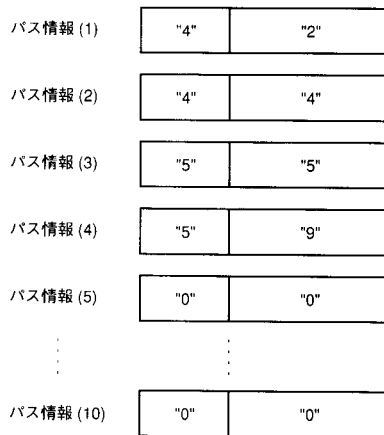 パス情報 (1) "4" "2"
パス情報 (2) "4" "4"
パス情報 (3) "5" "5"
パス情報 (4) "5" "9"
パス情報 (5) "0" "0"
パス情報 (10) "0" "0"